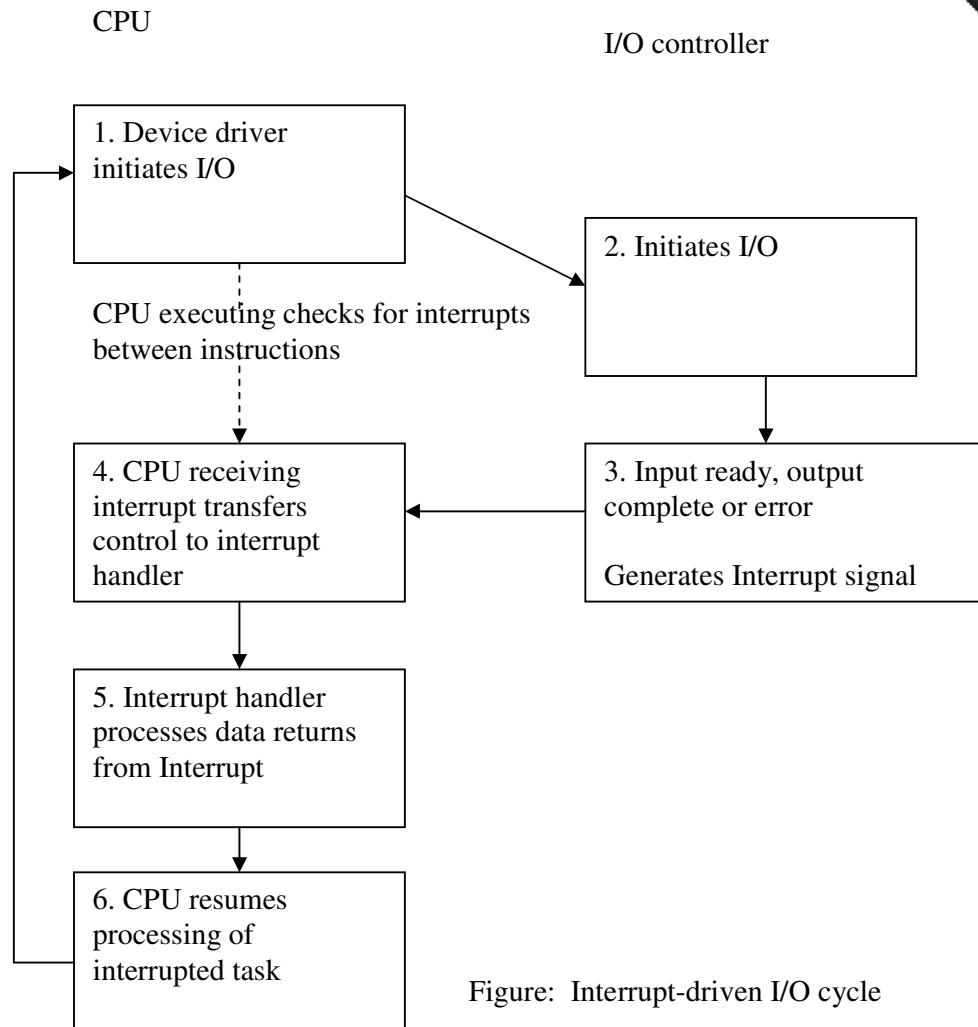 CPU
I/O controller
1. Device driver
initiates I/O
2. Initiates I/O
CPU executing checks for interrupts
between instructions
4. CPU receiving
interrupt transfers
control to interrupt
handler
3. Input ready, output
complete or error
Generates Interrupt signal
5. Interrupt handler
processes data returns
from Interrupt
6. CPU resumes
processing of
interrupted task
Figure: Interrupt-driven I/O cycle